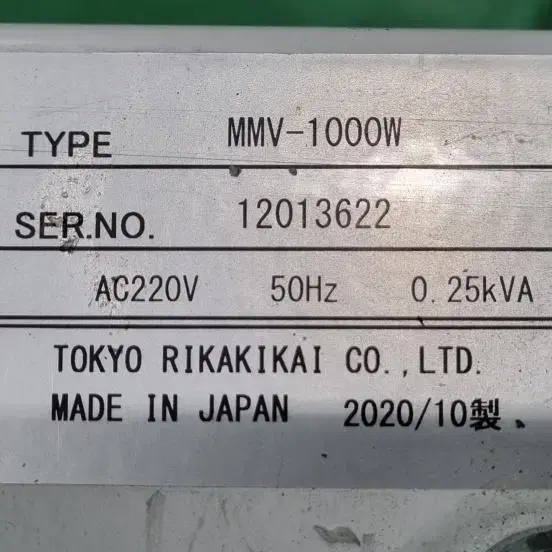 TYPE MMV-1000W
SER.NO. 12013622
AC220V 50Hz 0.25kVA
TOKYO RIKAKIKAI CO.,LTD.
MADE IN JAPAN 2020/10製